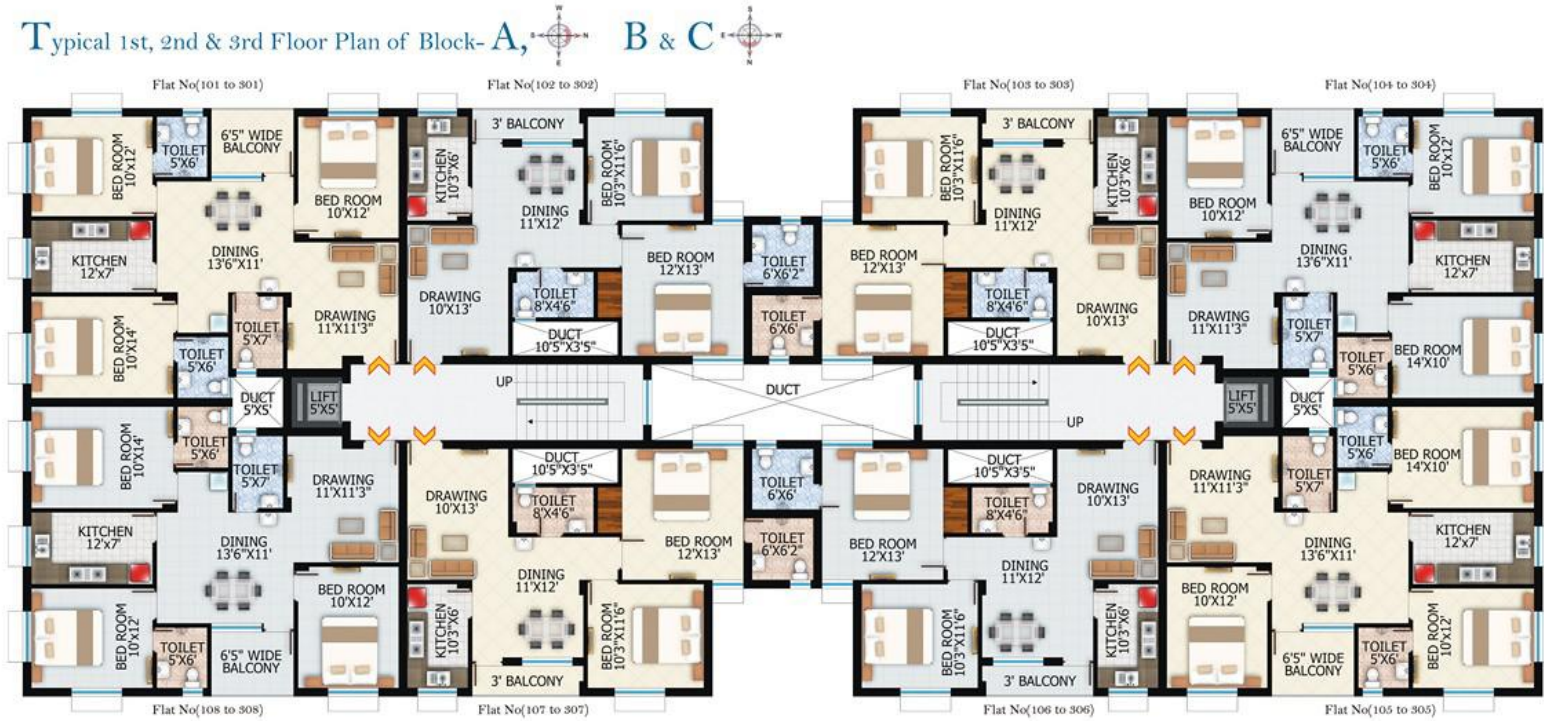 Typical 1st, 2nd & 3rd Floor Plan of Block- A, B & C
W
S
N
E
S
E
W
N
Flat No(101 to 301)
Flat No(102 to 302)
Flat No(103 to 303)
Flat No(104 to 304)
BED ROOM
10'X12'
TOILET
5'X6'
6'5" WIDE
BALCONY
BED ROOM
10'X12'
KITCHEN
12'x7'
DINING
13'6"X11'
DRAWING
11'X11'3"
BED ROOM
10'X14'
TOILET
5'X7'
TOILET
5'X6'
KITCHEN
10'3"X6'
3' BALCONY
DINING
11'X12'
BED ROOM
10'3"X11'6"
DRAWING
10'X13'
TOILET
8'X4'6"
DUCT
10'5"X3'5"
BED ROOM
12'X13'
TOILET
6'X6'2"
TOILET
6'X6'
BED ROOM
10'3"X11'6"
3' BALCONY
DINING
11'X12'
KITCHEN
10'3"X6'
BED ROOM
12'X13'
TOILET
8'X4'6"
DUCT
10'5"X3'5"
DRAWING
10'X13'
BED ROOM
10'X12'
6'5" WIDE
BALCONY
TOILET
5'X6'
BED ROOM
10'x12'
DINING
13'6"X11'
KITCHEN
12'x7'
DRAWING
11'X11'3"
TOILET
5'X7'
TOILET
5'X6'
BED ROOM
14'X10'
DUCT
5'X5'
LIFT
5'X5'
UP
DUCT
UP
LIFT
5'X5'
DUCT
5'X5'
BED ROOM
10'X14'
TOILET
5'X6'
TOILET
5'X7'
DRAWING
11'X11'3"
KITCHEN
12'x7'
DINING
13'6"X11'
BED ROOM
10'x12'
TOILET
5'X6'
6'5" WIDE
BALCONY
BED ROOM
10'X12'
DRAWING
10'X13'
DUCT
10'5"X3'5"
TOILET
8'X4'6"
BED ROOM
12'X13'
DINING
11'X12'
KITCHEN
10'3"X6'
3' BALCONY
BED ROOM
10'3"X11'6"
TOILET
6'X6'
TOILET
6'X6'2"
BED ROOM
12'X13'
DUCT
10'5"X3'5"
TOILET
8'X4'6"
DRAWING
10'X13'
DINING
11'X12'
BED ROOM
10'3"X11'6"
3' BALCONY
KITCHEN
10'3"X6'
DRAWING
11'X11'3"
TOILET
5'X7'
TOILET
5'X6'
BED ROOM
14'X10'
DINING
13'6"X11'
KITCHEN
12'x7'
BED ROOM
10'X12'
6'5" WIDE
BALCONY
TOILET
5'X6'
BED ROOM
10'x12'
Flat No(108 to 308)
Flat No(107 to 307)
Flat No(106 to 306)
Flat No(105 to 305)